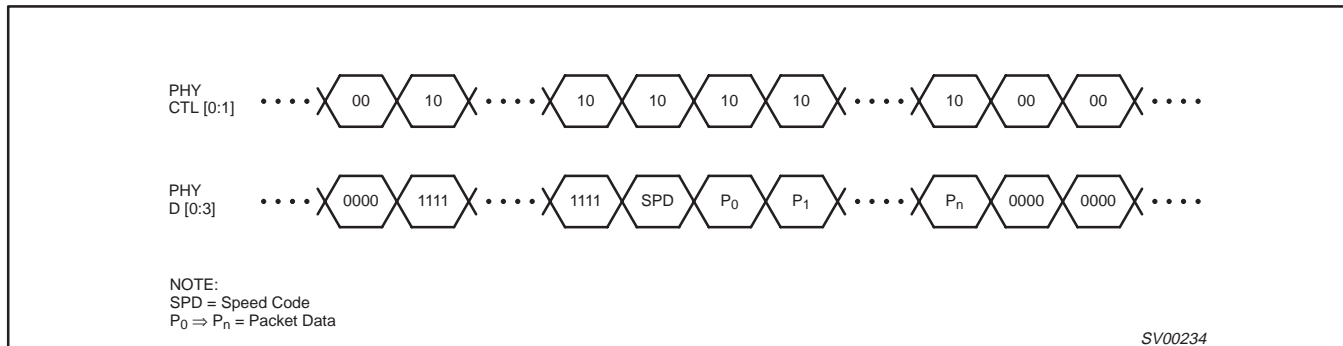 PHY
CTL [0:1]
00 10 10 10 10 10 10 00 00
PHY
D [0:3]
0000 1111 1111 SPD P0 P1 Pn 0000 0000
NOTE:
SPD = Speed Code
P0 ⇒ Pn = Packet Data
SV00234